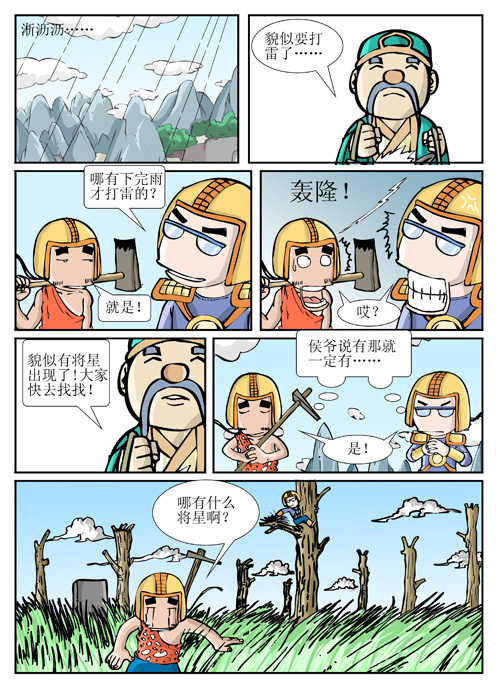 淅沥沥……
貌似要打
雷了……
哪有下完雨
才打雷的？
就是！
轰隆！
哎？
貌似有将星
出现了！大家
快去找找！
侯爷说有那就
一定有……
是！
哪有什么
将星啊？